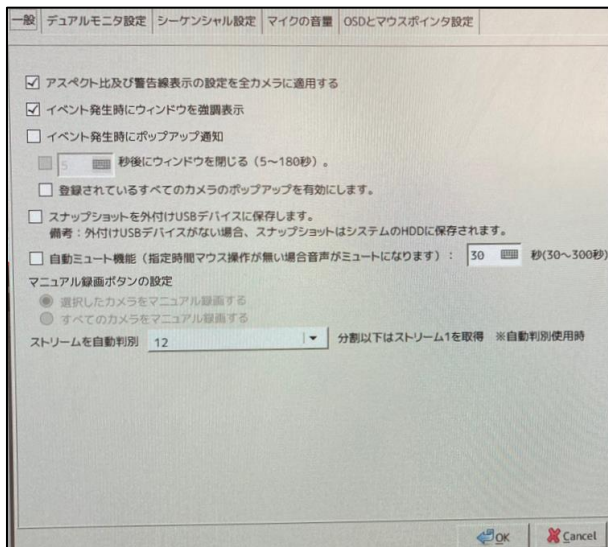 一般 デュアルモニタ設定 シーケンシャル設定 マイクの音量 OSDとマウスポインタ設定
アスペクト比及び警告線表示の設定を全カメラに適用する
イベント発生時にウィンドウを強調表示
イベント発生時にポップアップ通知
5 秒後にウィンドウを閉じる（5～180秒）。
登録されているすべてのカメラのポップアップを有効にします。
スナップショットを外付けUSBデバイスに保存します。
備考：外付けUSBデバイスがない場合、スナップショットはシステムのHDDに保存されます。
自動ミュート機能（指定時間マウス操作が無い場合音声がミュートになります）： 30 秒(30～300秒)
マニュアル録画ボタンの設定
選択したカメラをマニュアル録画する
すべてのカメラをマニュアル録画する
ストリームを自動判別 12 分割以下はストリーム1を取得 ※自動判別使用時
OK Cancel